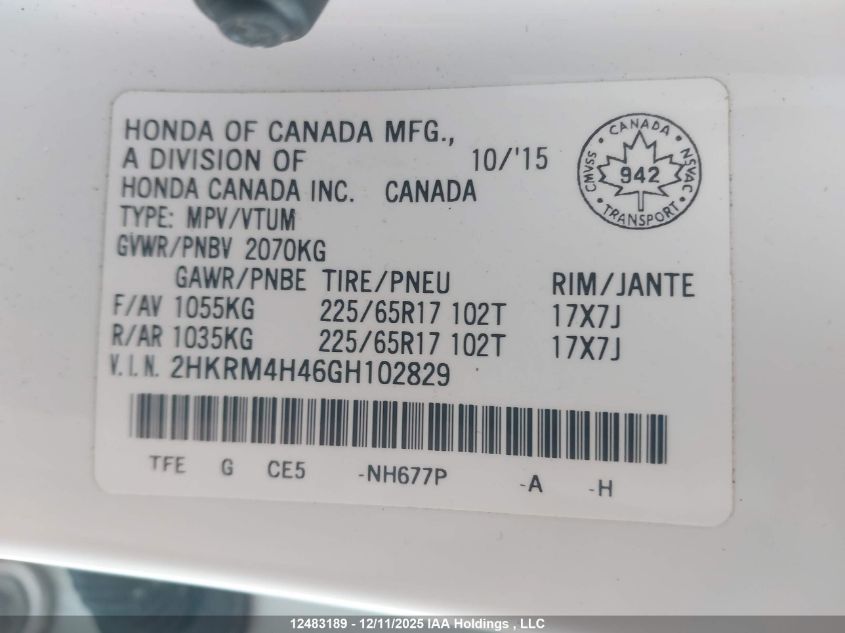 HONDA OF CANADA MFG.,
A DIVISION OF 10/'15
HONDA CANADA INC. CANADA
TYPE: MPV/VTUM
GVWR/PNBV 2070KG
GAWR/PNBE TIRE/PNEU RIM/JANTE
F/AV 1055KG 225/65R17 102T 17X7J
R/AR 1035KG 225/65R17 102T 17X7J
V.I.N. 2HKRM4H46GH102829
TFE G CE5 -NH677P -A -H
CANADA
CMVSS 942 NSVAC
TRANSPORT
12483189 - 12/11/2025 IAA Holdings , LLC